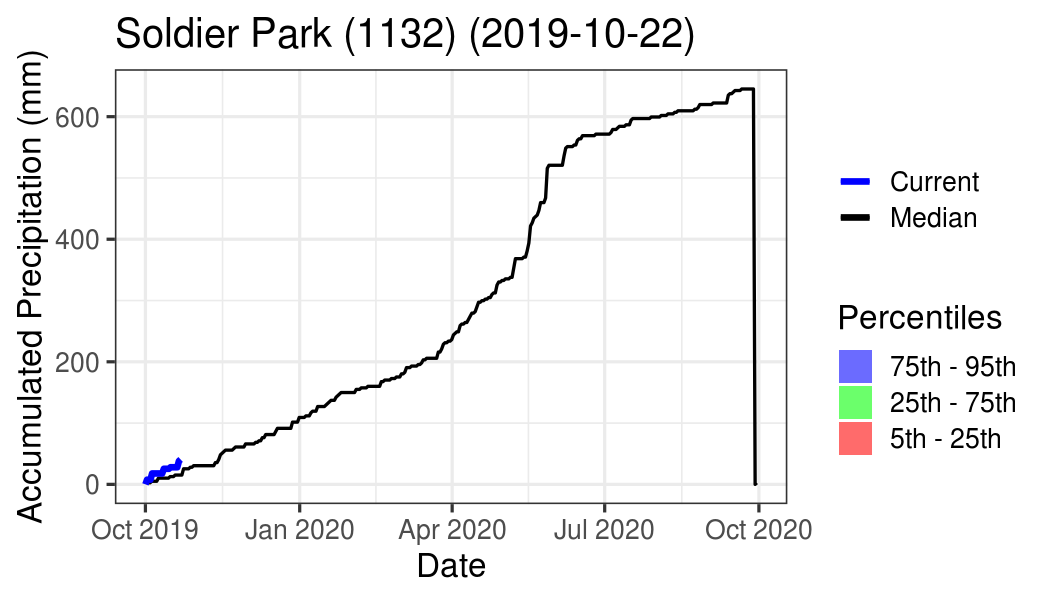 Soldier Park (1132) (2019-10-22)
Accumulated Precipitation (mm)
600
400
200
0
Oct 2019
Jan 2020
Apr 2020
Jul 2020
Oct 2020
Date
Current
Median
Percentiles
75th - 95th
25th - 75th
5th - 25th